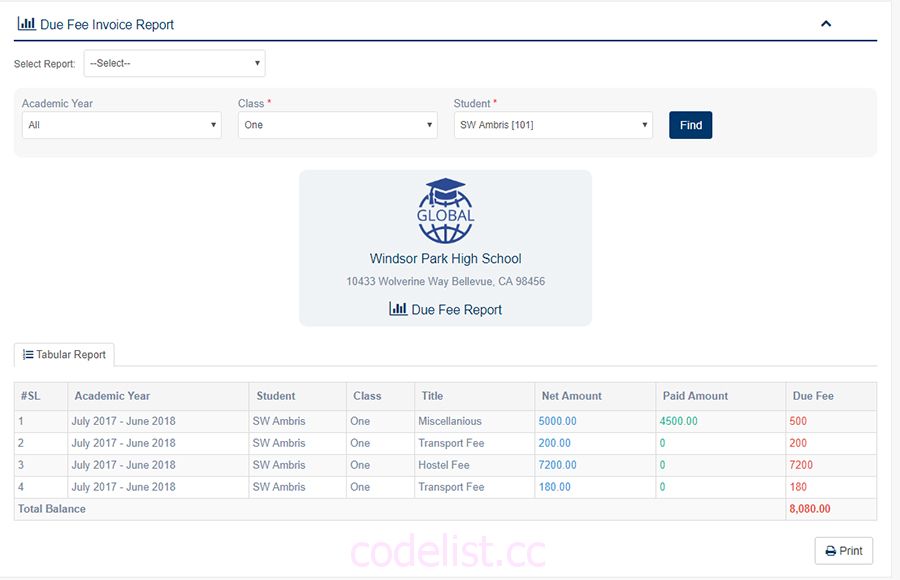 Due Fee Invoice Report
Select Report: --Select--
Academic Year Class * Student *
All One SW Ambris [101] Find
GLOBAL
Windsor Park High School
10433 Wolverine Way Bellevue, CA 98456
Due Fee Report
Tabular Report
#SL Academic Year Student Class Title Net Amount Paid Amount Due Fee
1 July 2017 - June 2018 SW Ambris One Miscellanious 5000.00 4500.00 500
2 July 2017 - June 2018 SW Ambris One Transport Fee 200.00 0 200
3 July 2017 - June 2018 SW Ambris One Hostel Fee 7200.00 0 7200
4 July 2017 - June 2018 SW Ambris One Transport Fee 180.00 0 180
Total Balance 8,080.00
codelist.cc
Print